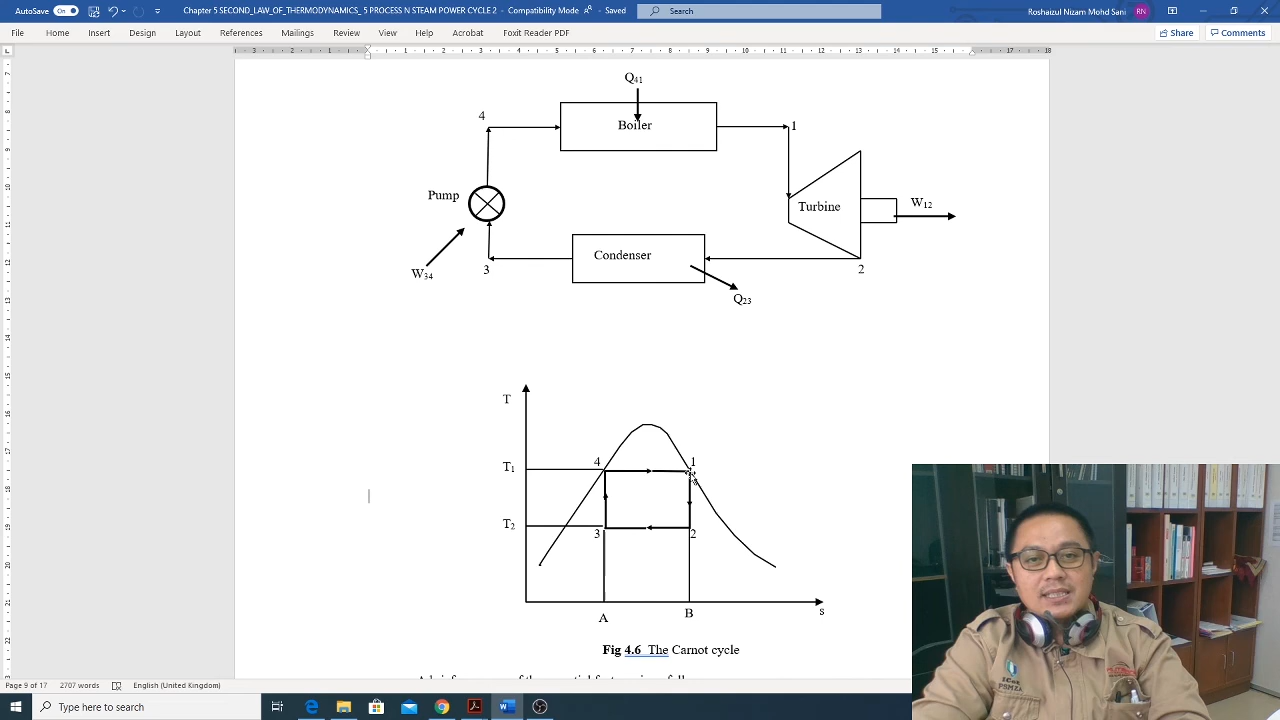 AutoSave On
Chapter 5 SECOND_LAW_OF_THERMODYNAMICS_ 5 PROCESS N STEAM POWER CYCLE 2 - Compatibility Mode - Saved
Search
Roshaizul Nizam Mohd Sani
RN
File Home Insert Design Layout References Mailings Review View Help Acrobat Foxit Reader PDF
Share
Comments
Q41
4
Boiler
1
Pump
Turbine
W12
Condenser
W34
3
2
Q23
T
4
1
T1
T2
3
2
A
B
s
Fig 4.6 The Carnot cycle
Page 9 of 17 2707 words English (United Kingdom)
Type here to search